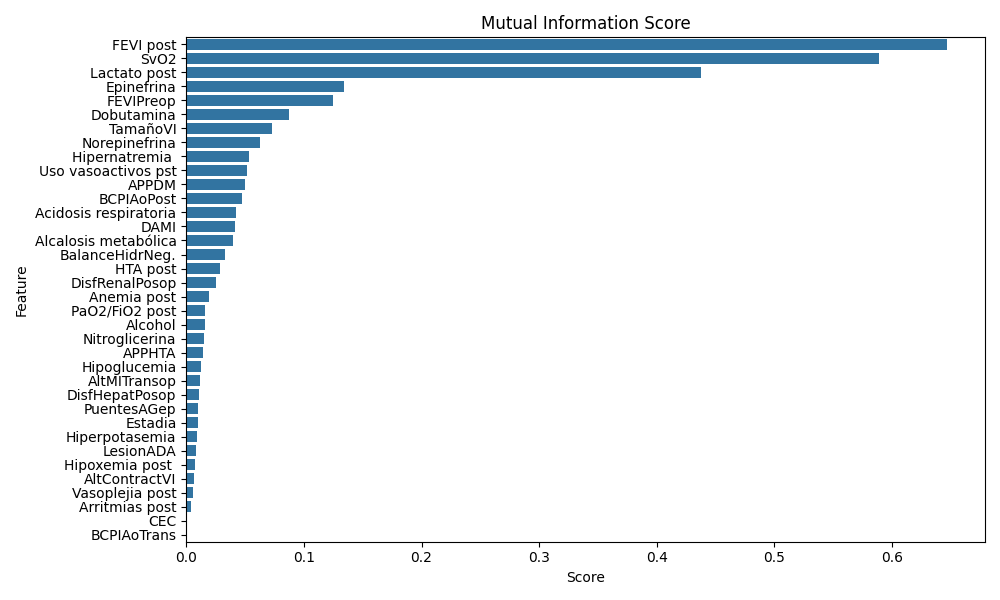 Mutual Information Score
FEVI post
SvO2
Lactato post
Epinefrina
FEVIPreop
Dobutamina
TamañoVI
Norepinefrina
Hipernatremia
Uso vasoactivos pst
APPDM
BCPIAoPost
Acidosis respiratoria
DAMI
Alcalosis metabólica
BalanceHidrNeg.
HTA post
DisfRenalPosop
Anemia post
PaO2/FiO2 post
Alcohol
Nitroglicerina
APPHTA
Hipoglucemia
AltMITransop
DisfHepatPosop
PuentesAGep
Estadia
Hiperpotasemia
LesionADA
Hipoxemia post
AltContractVI
Vasoplejia post
Arritmias post
CEC
BCPIAoTrans
Feature
0.0 0.1 0.2 0.3 0.4 0.5 0.6
Score